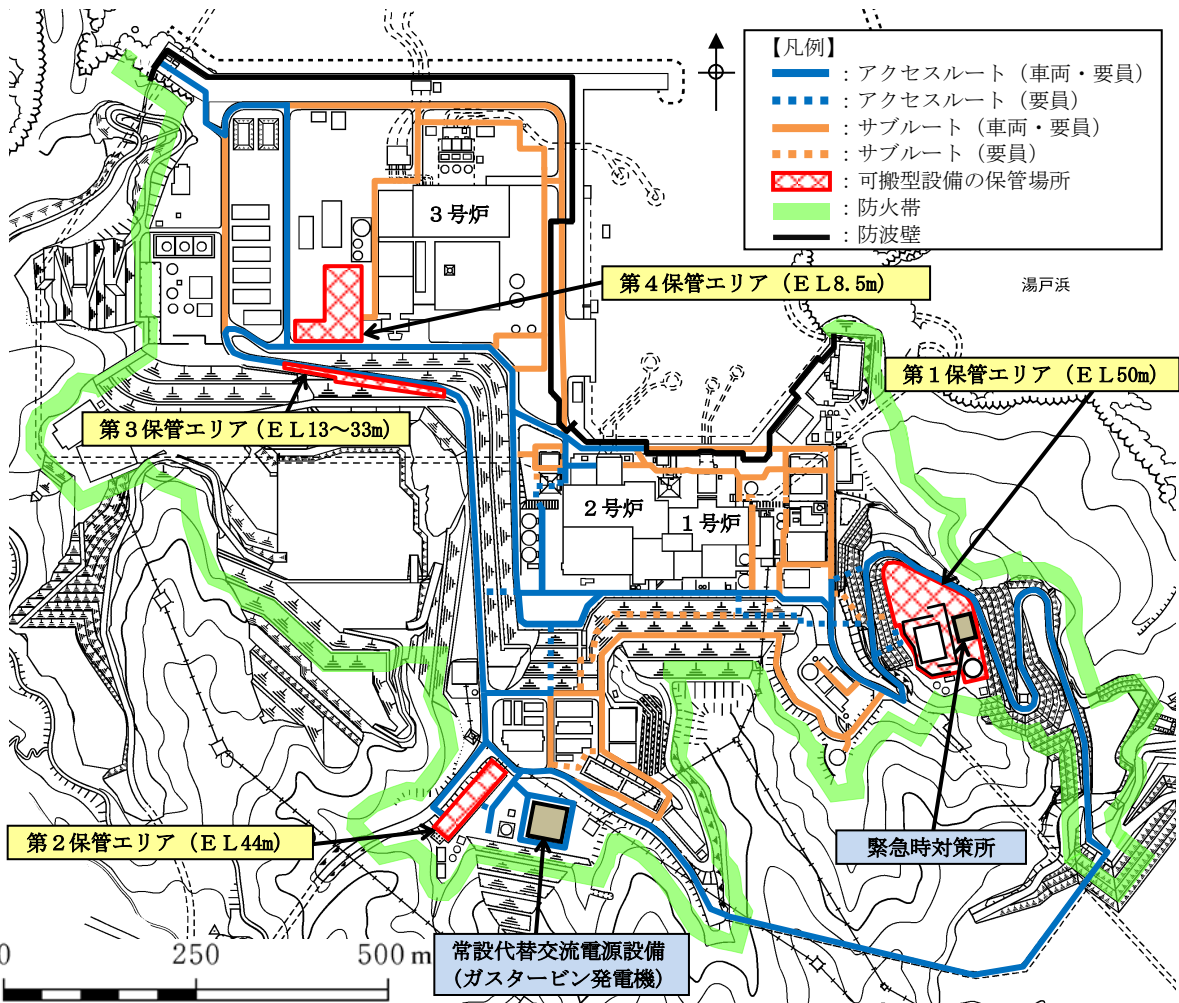 【凡例】
：アクセスルート（車両・要員）
：アクセスルート（要員）
：サブルート（車両・要員）
：サブルート（要員）
：可搬型設備の保管場所
：防火帯
：防波壁
３号炉
第４保管エリア（ＥＬ8.5m）
湯戸浜
第１保管エリア（ＥＬ50m）
第３保管エリア（ＥＬ13～33m）
２号炉
１号炉
第２保管エリア（ＥＬ44m）
緊急時対策所
常設代替交流電源設備
(ガスタービン発電機)
0 250 500 m